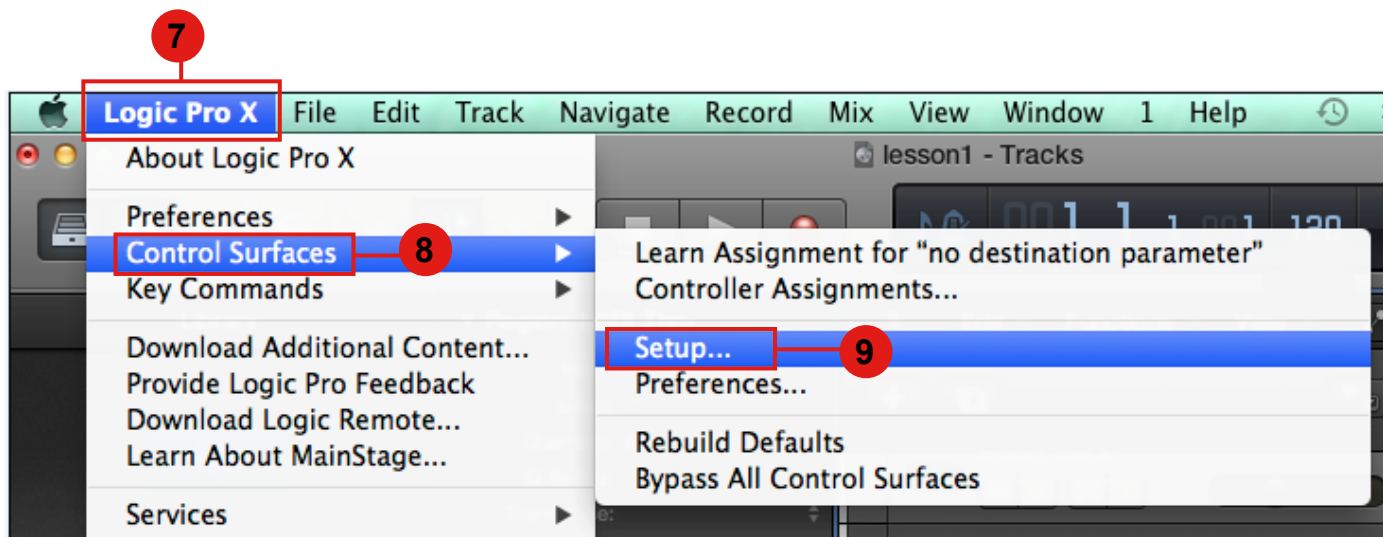 7
Logic Pro X File Edit Track Navigate Record Mix View Window 1 Help
lesson1 - Tracks
About Logic Pro X
Preferences
Control Surfaces
8
Key Commands
Download Additional Content...
Provide Logic Pro Feedback
Download Logic Remote...
Learn About MainStage...
Services
Learn Assignment for “no destination parameter”
Controller Assignments...
Setup...
9
Preferences...
Rebuild Defaults
Bypass All Control Surfaces